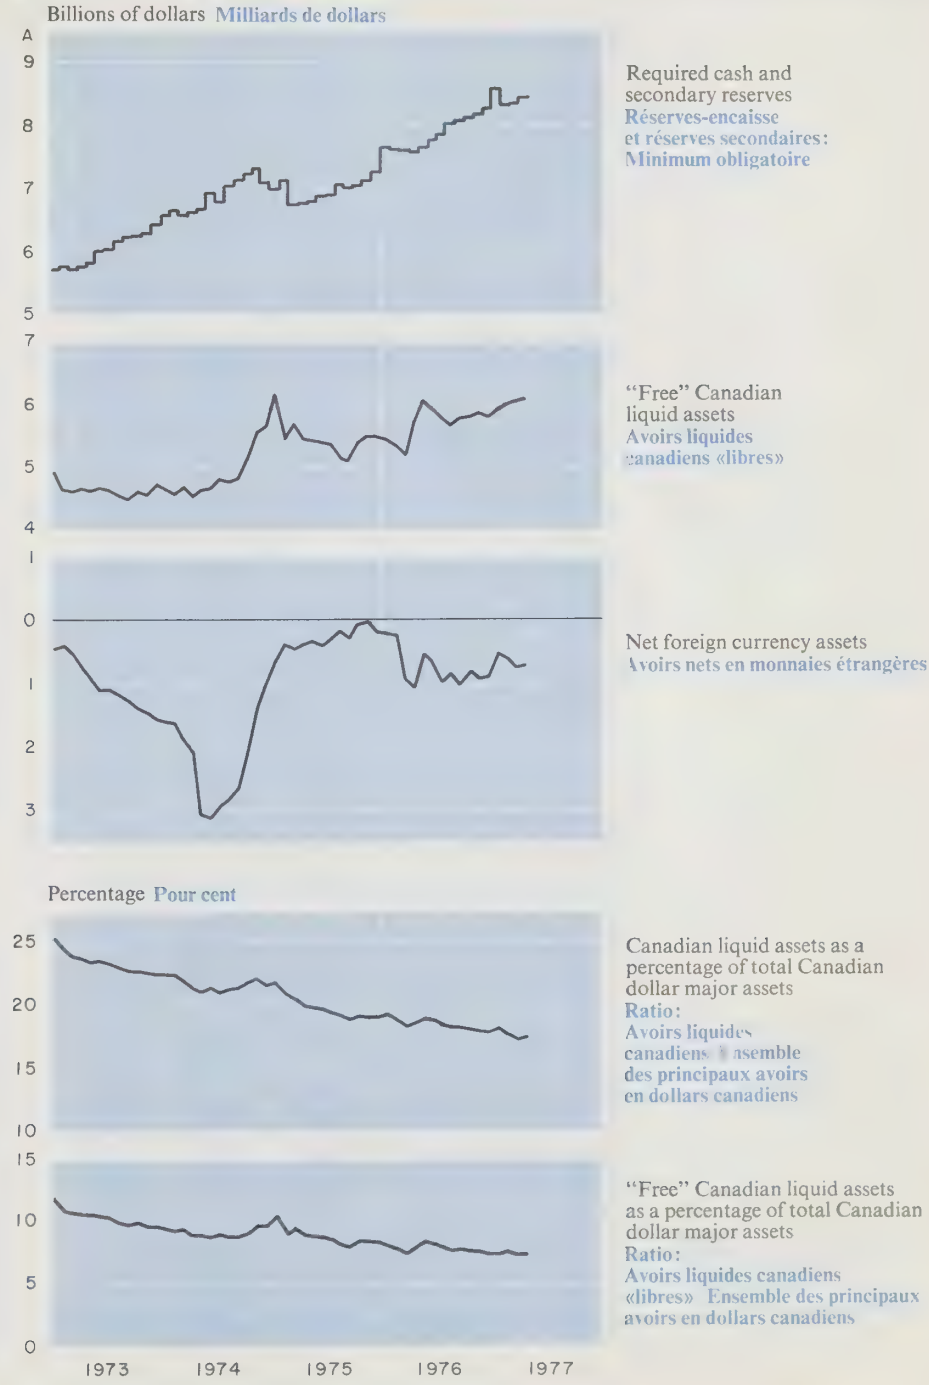 Billions of dollars Milliards de dollars
A
9
8
7
6
5
Required cash and
secondary reserves
Réserves-encaisse
et réserves secondaires:
Minimum obligatoire
7
6
5
4
"Free" Canadian
liquid assets
Avoirs liquides
canadiens «libres»
1
0
1
2
3
Net foreign currency assets
Avoirs nets en monnaies étrangères
Percentage Pour cent
25
20
15
10
Canadian liquid assets as a
percentage of total Canadian
dollar major assets
Ratio:
Avoirs liquides
canadiens
des principaux avoirs
en dollars canadiens
15
10
5
0
"Free" Canadian liquid assets
as a percentage of total Canadian
dollar major assets
Ratio:
Avoirs liquides canadiens
«libres» Ensemble des principaux
avoirs en dollars canadiens
1973 1974 1975 1976 1977